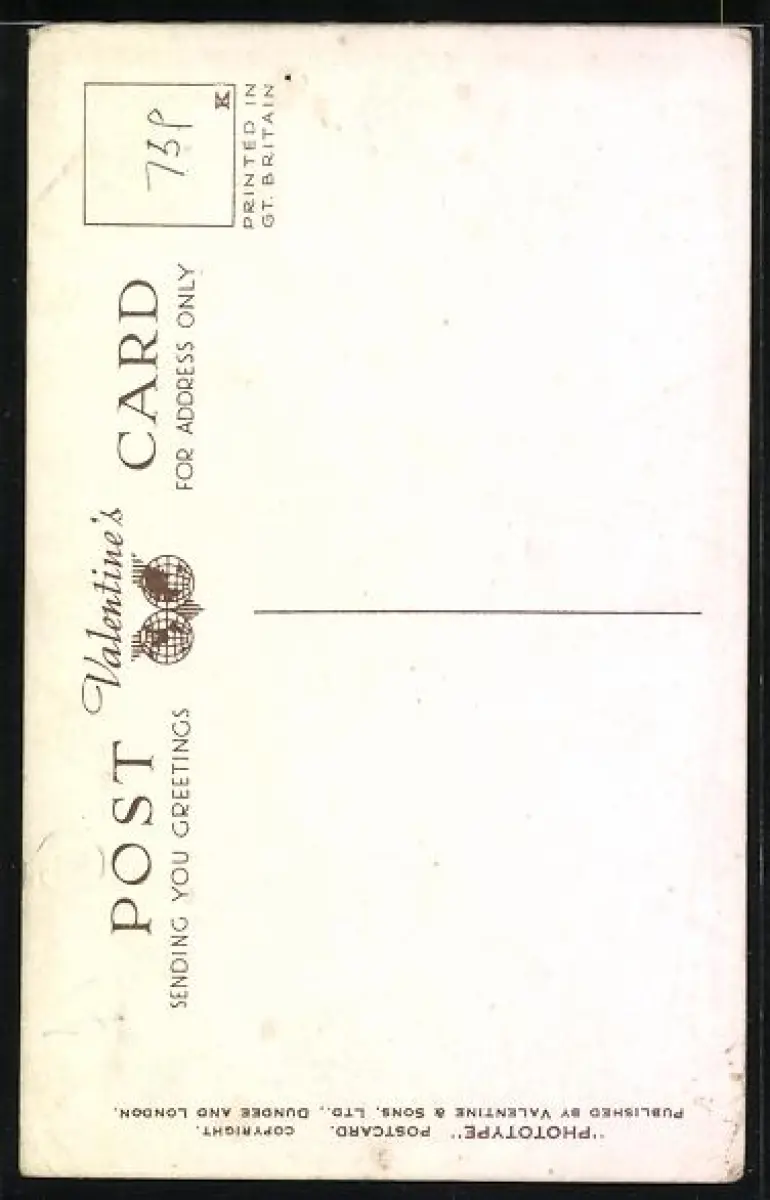 POST Valentine's CARD
SENDING YOU GREETINGS FOR ADDRESS ONLY
75P
K
PRINTED IN
GT. BRITAIN
"PHOTOTYPE" POSTCARD. COPYRIGHT.
PUBLISHED BY VALENTINE & SONS, LTD., DUNDEE AND LONDON.